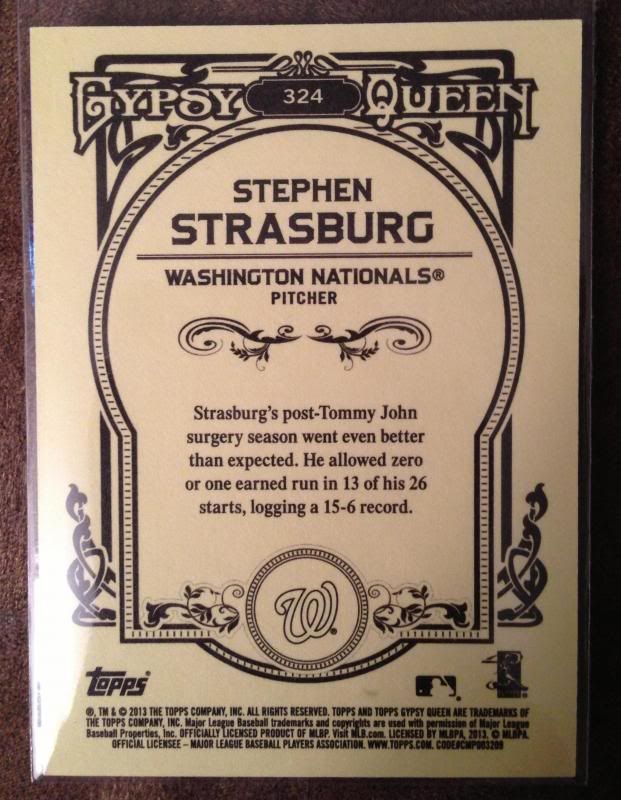 GYPSY 324 QUEEN
STEPHEN
STRASBURG
WASHINGTON NATIONALS®
PITCHER
Strasburg's post-Tommy John
surgery season went even better
than expected. He allowed zero
or one earned run in 13 of his 26
starts, logging a 15-6 record.
W®
Topps®
®, TM & © 2013 THE TOPPS COMPANY, INC. ALL RIGHTS RESERVED. TOPPS AND TOPPS GYPSY QUEEN ARE TRADEMARKS OF
THE TOPPS COMPANY, INC. Major League Baseball trademarks and copyrights are used with permission of Major League
Baseball Properties, Inc. OFFICIALLY LICENSED PRODUCT OF MLBP. Visit MLB.com. LICENSED BY MLBPA, 2013. © MLBPA.
OFFICIAL LICENSEE – MAJOR LEAGUE BASEBALL PLAYERS ASSOCIATION. WWW.TOPPS.COM. CODE#CMP003209